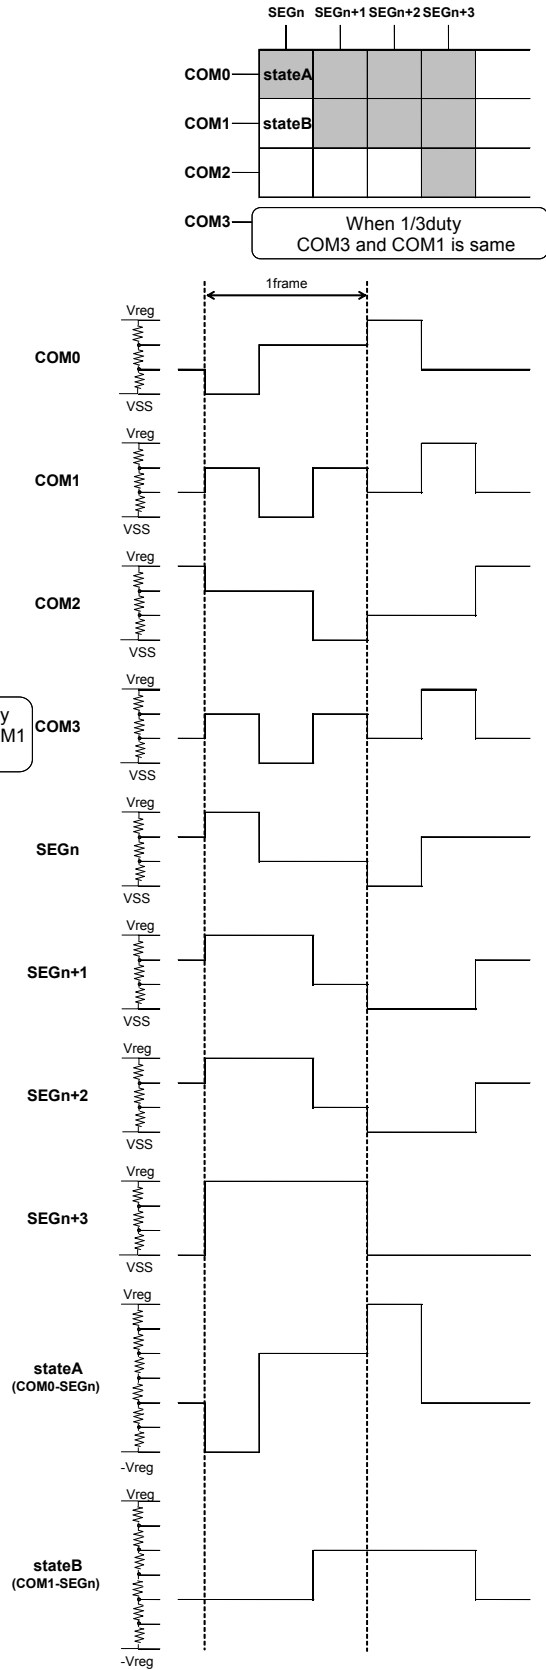 SEGn SEGn+1 SEGn+2 SEGn+3
COM0 stateA
COM1 stateB
COM2
COM3 When 1/3duty
COM3 and COM1 is same
1frame
Vreg
COM0
VSS
Vreg
COM1
VSS
Vreg
COM2
VSS
Vreg
y
COM3
M1
VSS
Vreg
SEGn
VSS
Vreg
SEGn+1
VSS
Vreg
SEGn+2
VSS
Vreg
SEGn+3
VSS
Vreg
stateA
(COM0-SEGn)
-Vreg
Vreg
stateB
(COM1-SEGn)
-Vreg